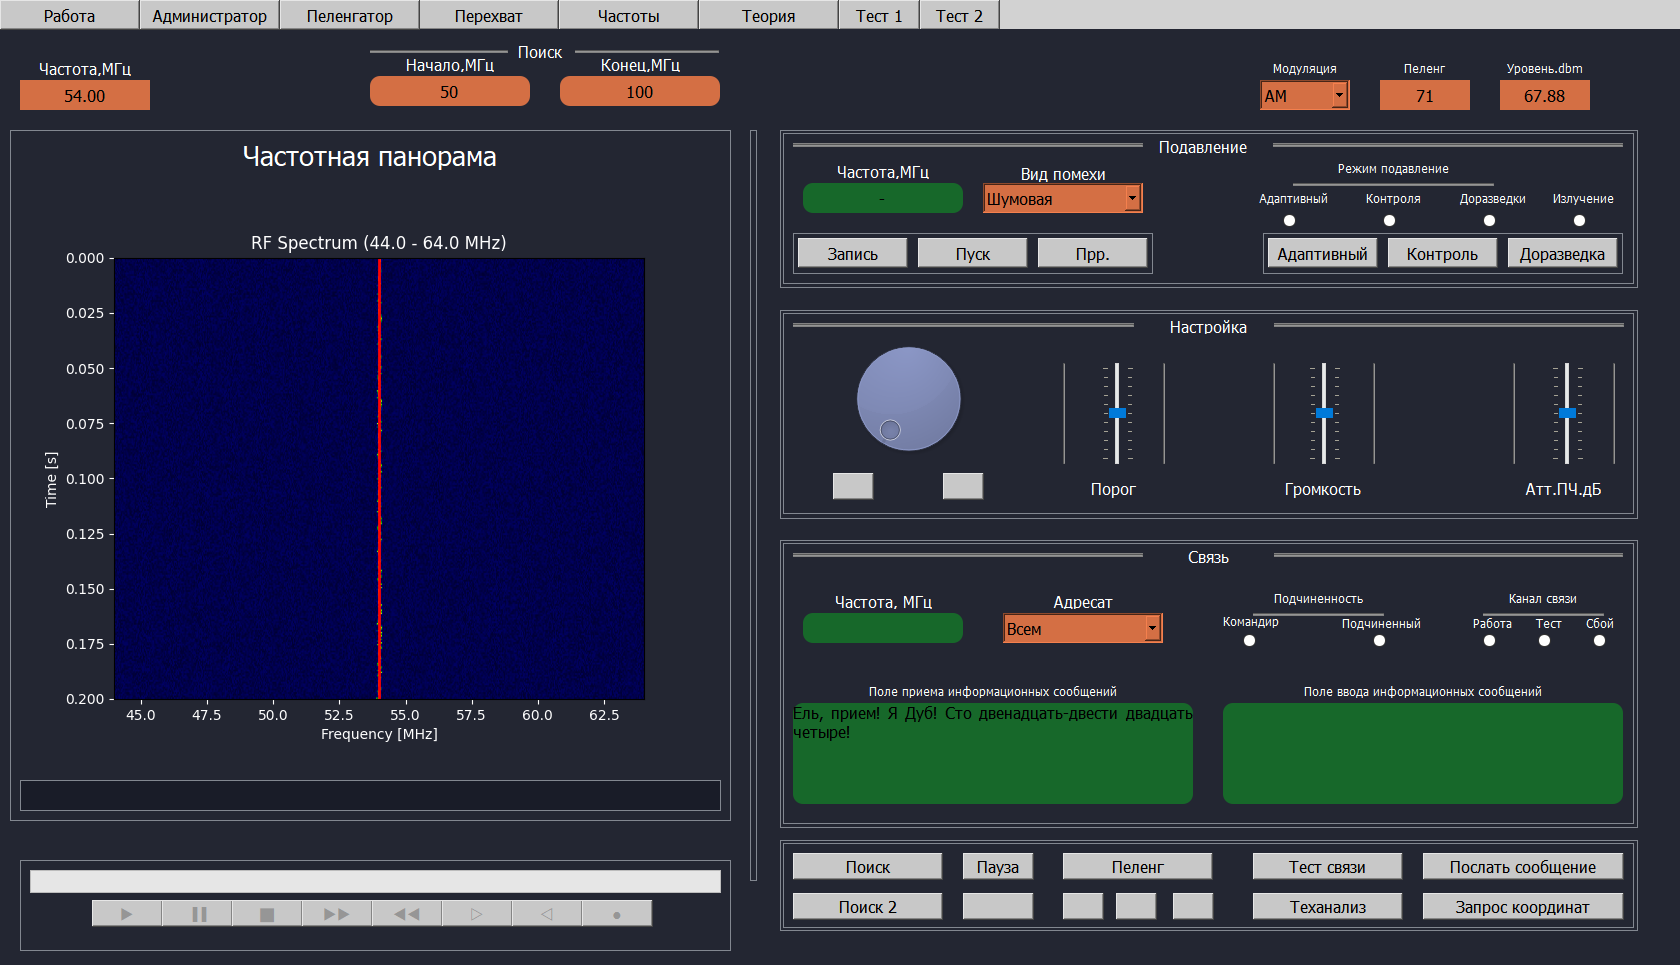 Работа Администратор Пеленгатор Перехват Частоты Теория Тест 1 Тест 2
Поиск
Частота,МГц Начало,МГц Конец,МГц Модуляция Пеленг Уровень.dbm
54.00 50 100 AM 71 67.88
Частотная панорама
RF Spectrum (44.0 - 64.0 MHz)
0.000
0.025
0.050
0.075
0.100
0.125
0.150
0.175
0.200
Time [s]
45.0 47.5 50.0 52.5 55.0 57.5 60.0 62.5
Frequency [MHz]
Подавление
Частота,МГц Вид помехи Режим подавление
- Шумовая
Адаптивный Контроля Доразведки Излучение
Запись Пуск Прр. Адаптивный Контроль Доразведка
Настройка
Порог Громкость Атт.ПЧ.дБ
Связь
Частота, МГц Адресат Подчиненность Канал связи
Всем Командир Подчиненный Работа Тест Сбой
Поле приема информационных сообщений Поле ввода информационных сообщений
Ель, прием! Я Дуб! Сто двенадцать-двести двадцать
четыре!
Поиск Пауза Пеленг Тест связи Послать сообщение
Поиск 2 Теханализ Запрос координат